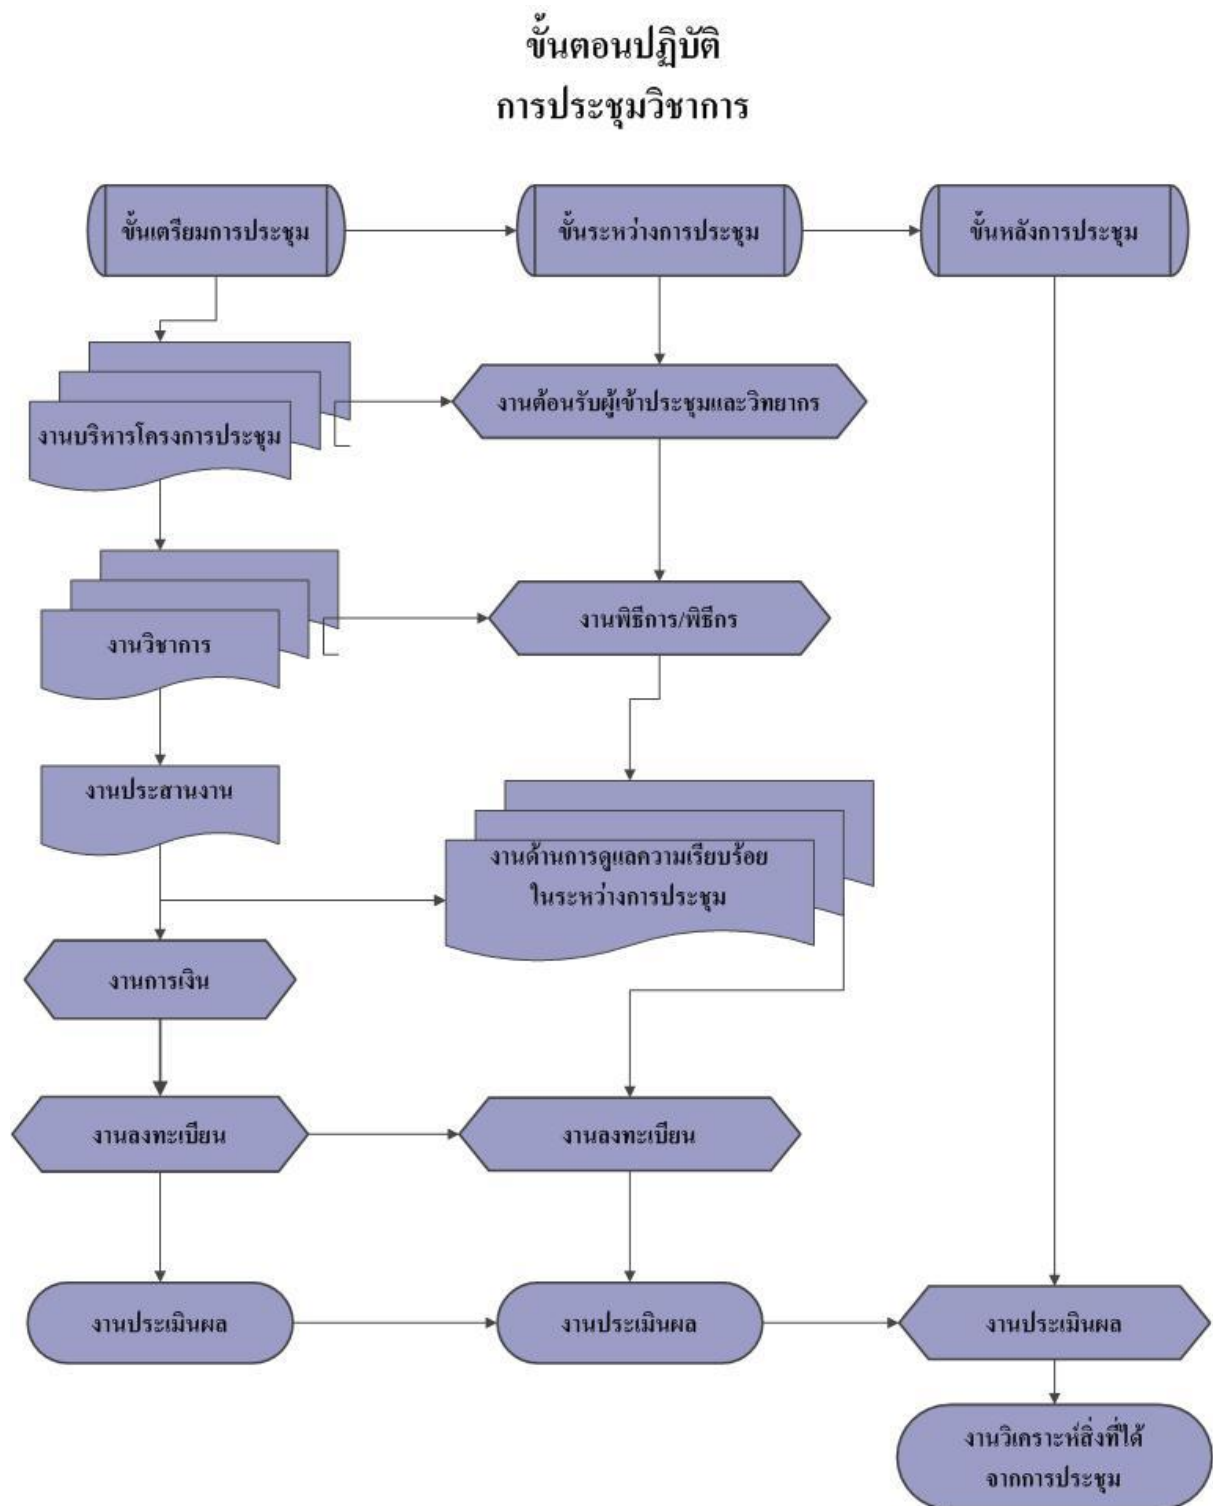 ขั้นตอนปฏิบัติ
การประชุมวิชาการ
ขั้นเตรียมการประชุม
ขั้นระหว่างการประชุม
ขั้นหลังการประชุม
งานบริหารโครงการประชุม
งานต้อนรับผู้เข้าประชุมและวิทยากร
งานวิชาการ
งานพิธีการ/พิธีกร
งานประสานงาน
งานด้านการดูแลความเรียบร้อย
ในระหว่างการประชุม
งานการเงิน
งานลงทะเบียน
งานลงทะเบียน
งานประเมินผล
งานประเมินผล
งานประเมินผล
งานวิเคราะห์สิ่งที่ได้
จากการประชุม